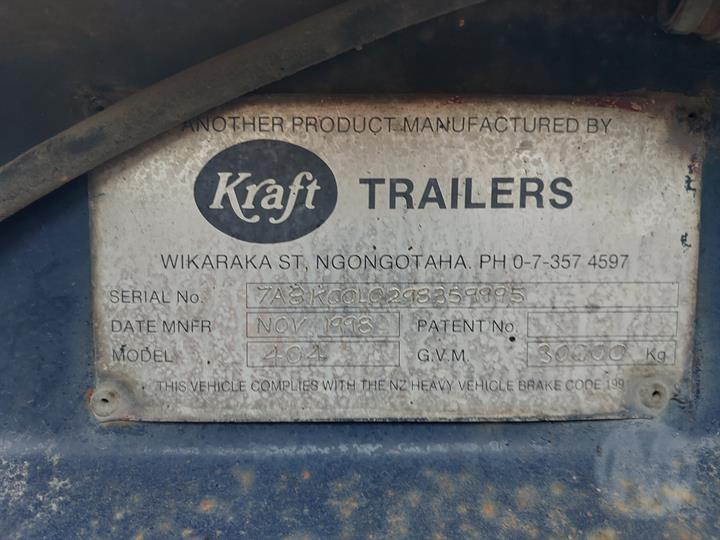 ANOTHER PRODUCT MANUFACTURED BY
Kraft TRAILERS
WIKARAKA ST, NGONGOTAHA. PH 0-7-357 4597
SERIAL No.
DATE MNFR NOV 1998 PATENT No.
MODEL 404 G.V.M. 30000 Kg
THIS VEHICLE COMPLIES WITH THE NZ HEAVY VEHICLE BRAKE CODE 199